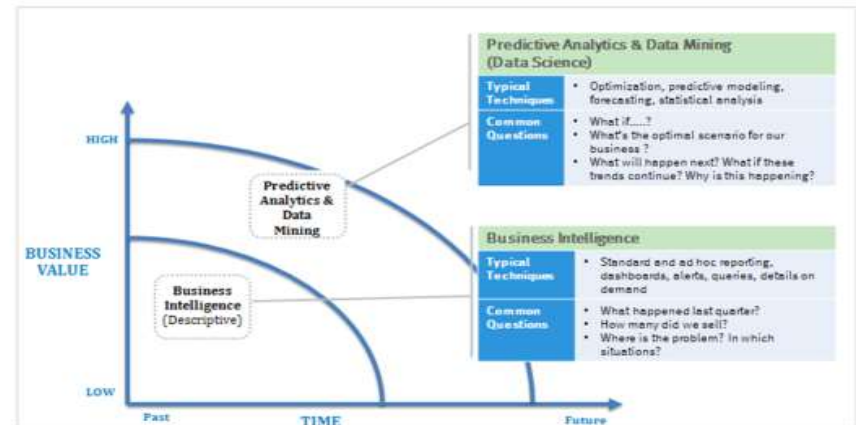 Predictive Analytics & Data Mining
(Data Science)
Typical
Techniques
• Optimization, predictive modeling,
forecasting, statistical analysis
Common
Questions
• What if.....?
• What's the optimal scenario for our
business ?
• What will happen next? What if these
trends continue? Why is this happening?
HIGH
Predictive
Analytics &
Data
Mining
BUSINESS
VALUE
Business
Intelligence
(Descriptive)
Business Intelligence
Typical
Techniques
• Standard and ad hoc reporting,
dashboards, alerts, queries, details on
demand
Common
Questions
• What happened last quarter?
• How many did we sell?
• Where is the problem? In which
situations?
LOW
Past
TIME
Future